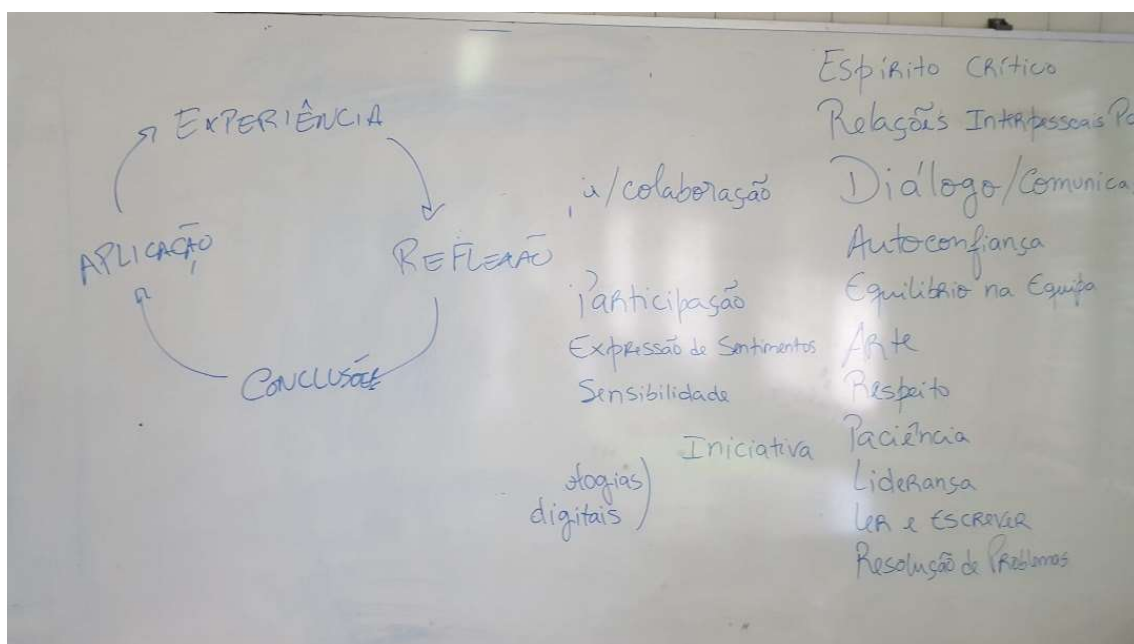 EXPERIÊNCIA
REFLEXÃO
CONCLUSÕES
APLICAÇÃO
Espírito Crítico
Relações Interpessoais
/colaboração
Diálogo/Comunica
Autoconfiança
Participação
Equilíbrio na Equipa
Expressão de Sentimentos
Arte
Sensibilidade
Respeito
Iniciativa
Paciência
ologias)
digitais
Liderança
Ler e Escrever
Resolução de Problemas